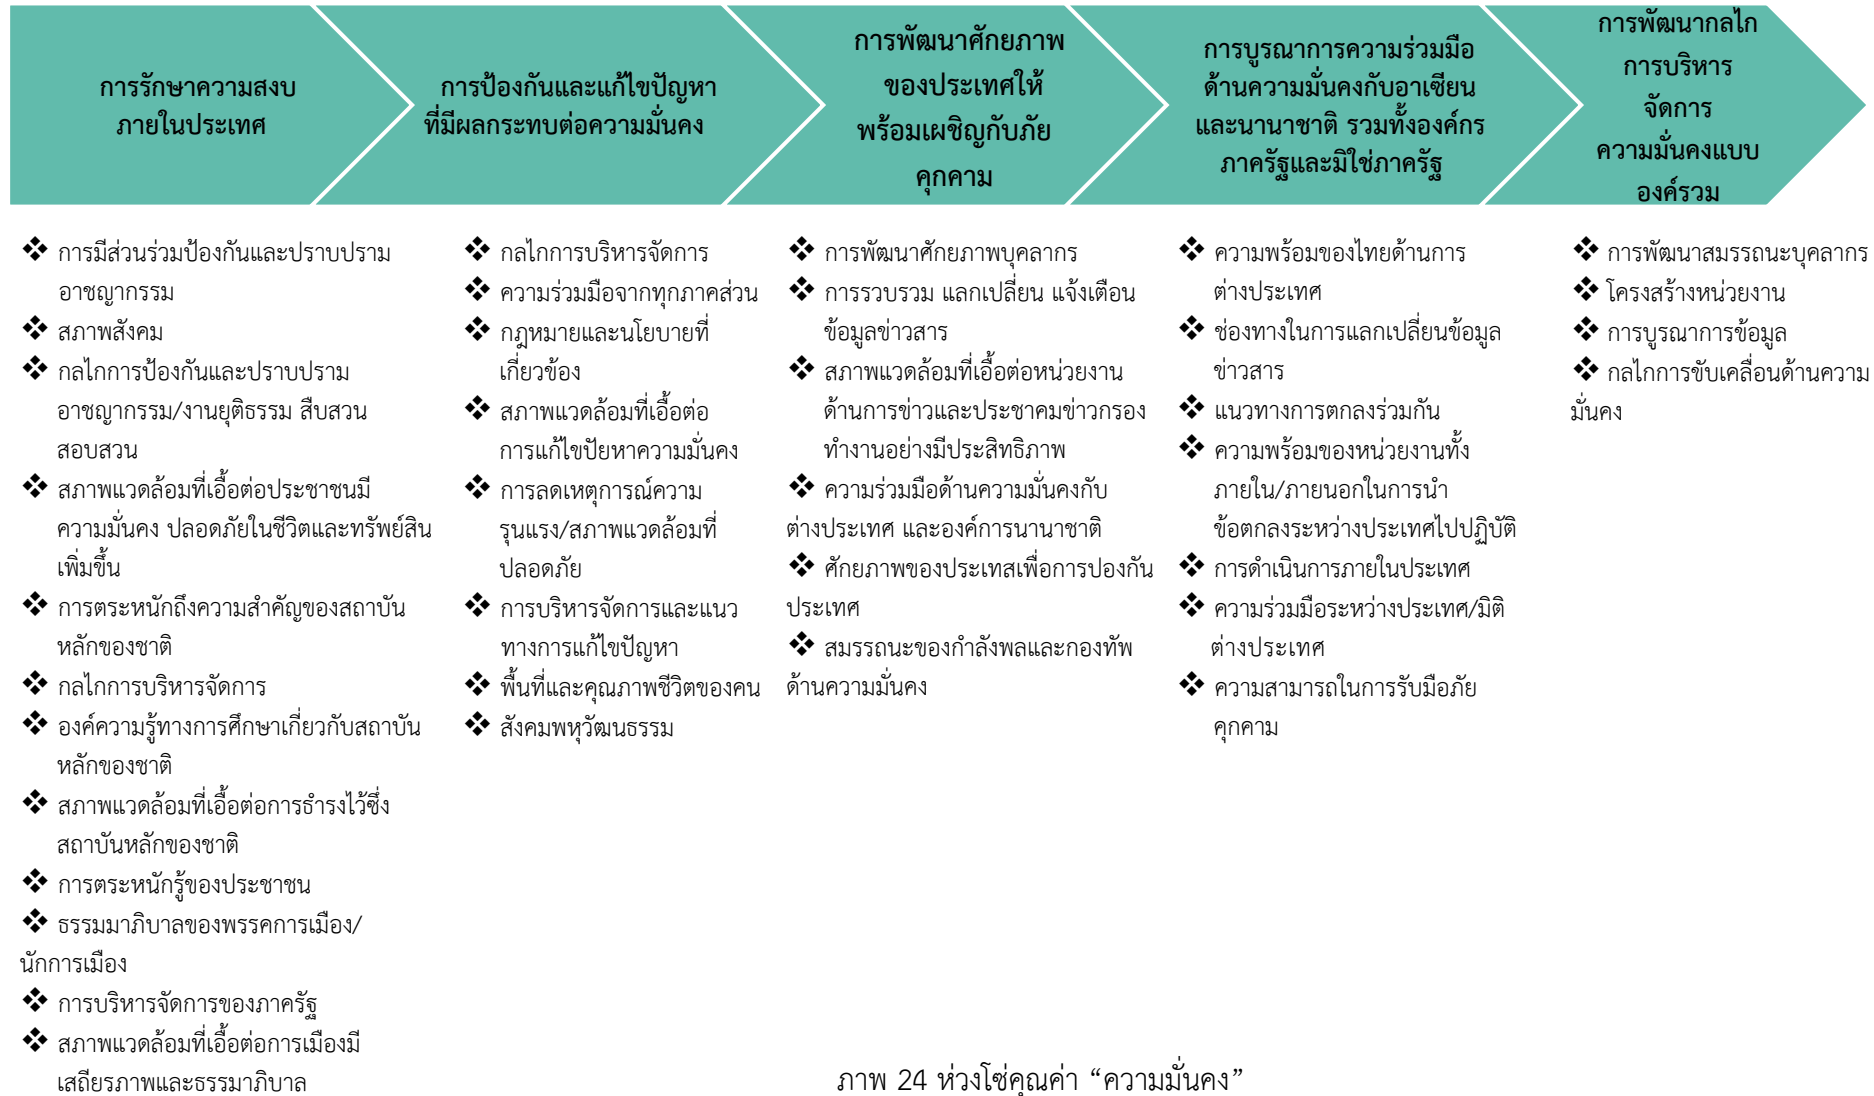 การรักษาความสงบ
ภายในประเทศ
การป้องกันและแก้ไขปัญหา
ที่มีผลกระทบต่อความมั่นคง
การพัฒนาศักยภาพ
ของประเทศให้
พร้อมเผชิญกับภัย
คุกคาม
การบูรณาการความร่วมมือ
ด้านความมั่นคงกับอาเซียน
และนานาชาติ รวมทั้งองค์กร
ภาครัฐและมิใช่ภาครัฐ
การพัฒนากลไก
การบริหาร
จัดการ
ความมั่นคงแบบ
องค์รวม
❖ การมีส่วนร่วมป้องกันและปราบปราม
อาชญากรรม
❖ สภาพสังคม
❖ กลไกการป้องกันและปราบปราม
อาชญากรรม/งานยุติธรรม สืบสวน
สอบสวน
❖ สภาพแวดล้อมที่เอื้อต่อประชาชนมี
ความมั่นคง ปลอดภัยในชีวิตและทรัพย์สิน
เพิ่มขึ้น
❖ การตระหนักถึงความสำคัญของสถาบัน
หลักของชาติ
❖ กลไกการบริหารจัดการ
❖ องค์ความรู้ทางการศึกษาเกี่ยวกับสถาบัน
หลักของชาติ
❖ สภาพแวดล้อมที่เอื้อต่อการธำรงไว้ซึ่ง
สถาบันหลักของชาติ
❖ การตระหนักรู้ของประชาชน
❖ ธรรมมาภิบาลของพรรคการเมือง/
นักการเมือง
❖ การบริหารจัดการของภาครัฐ
❖ สภาพแวดล้อมที่เอื้อต่อการเมืองมี
เสถียรภาพและธรรมาภิบาล
❖ กลไกการบริหารจัดการ
❖ ความร่วมมือจากทุกภาคส่วน
❖ กฎหมายและนโยบายที่
เกี่ยวข้อง
❖ สภาพแวดล้อมที่เอื้อต่อ
การแก้ไขปัยหาความมั่นคง
❖ การลดเหตุการณ์ความ
รุนแรง/สภาพแวดล้อมที่
ปลอดภัย
❖ การบริหารจัดการและแนว
ทางการแก้ไขปัญหา
❖ พื้นที่และคุณภาพชีวิตของคน
❖ สังคมพหุวัฒนธรรม
❖ การพัฒนาศักยภาพบุคลากร
❖ การรวบรวม แลกเปลี่ยน แจ้งเตือน
ข้อมูลข่าวสาร
❖ สภาพแวดล้อมที่เอื้อต่อหน่วยงาน
ด้านการข่าวและประชาคมข่าวกรอง
ทำงานอย่างมีประสิทธิภาพ
❖ ความร่วมมือด้านความมั่นคงกับ
ต่างประเทศ และองค์การนานาชาติ
❖ ศักยภาพของประเทสเพื่อการปองกัน
ประเทศ
❖ สมรรถนะของกำลังพลและกองทัพ
ด้านความมั่นคง
❖ ความพร้อมของไทยด้านการ
ต่างประเทศ
❖ ช่องทางในการแลกเปลี่ยนข้อมูล
ข่าวสาร
❖ แนวทางการตกลงร่วมกัน
❖ ความพร้อมของหน่วยงานทั้ง
ภายใน/ภายนอกในการนำ
ข้อตกลงระหว่างประเทศไปปฏิบัติ
❖ การดำเนินการภายในประเทศ
❖ ความร่วมมือระหว่างประเทศ/มิติ
ต่างประเทศ
❖ ความสามารถในการรับมือภัย
คุกคาม
❖ การพัฒนาสมรรถนะบุคลากร
❖ โครงสร้างหน่วยงาน
❖ การบูรณาการข้อมูล
❖ กลไกการขับเคลื่อนด้านความ
มั่นคง
ภาพ 24 ห่วงโซ่คุณค่า “ความมั่นคง”